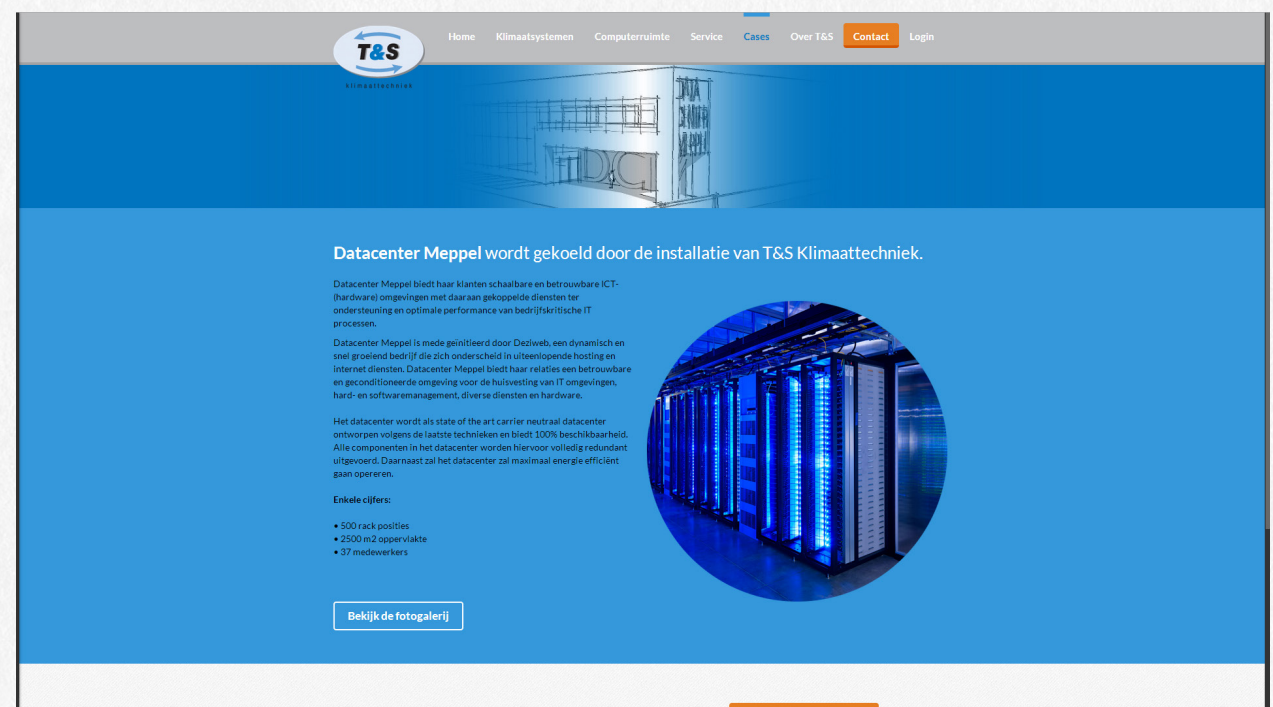 T&S
klimaattechniek
Home Klimaatsystemen Computerruimte Service Cases Over T&S Contact Login
DATA
CENTER
MEPPEL
DC
Datacenter Meppel wordt gekoeld door de installatie van T&S Klimaattechniek.
Datacenter Meppel biedt haar klanten schaalbare en betrouwbare ICT-
(hardware) omgevingen met daaraan gekoppelde diensten ter
ondersteuning en optimale performance van bedrijfskritische IT
processen.
Datacenter Meppel is mede geïnitieerd door Deziweb, een dynamisch en
snel groeiend bedrijf die zich onderscheid in uiteenlopende hosting en
internet diensten. Datacenter Meppel biedt haar relaties een betrouwbare
en geconditioneerde omgeving voor de huisvesting van IT omgevingen,
hard- en softwaremanagement, diverse diensten en hardware.
Het datacenter wordt als state of the art carrier neutraal datacenter
ontworpen volgens de laatste technieken en biedt 100% beschikbaarheid.
Alle componenten in het datacenter worden hiervoor volledig redundant
uitgevoerd. Daarnaast zal het datacenter zal maximaal energie efficiënt
gaan opereren.
Enkele cijfers:
• 500 rack posities
• 2500 m2 oppervlakte
• 37 medewerkers
Bekijk de fotogalerij